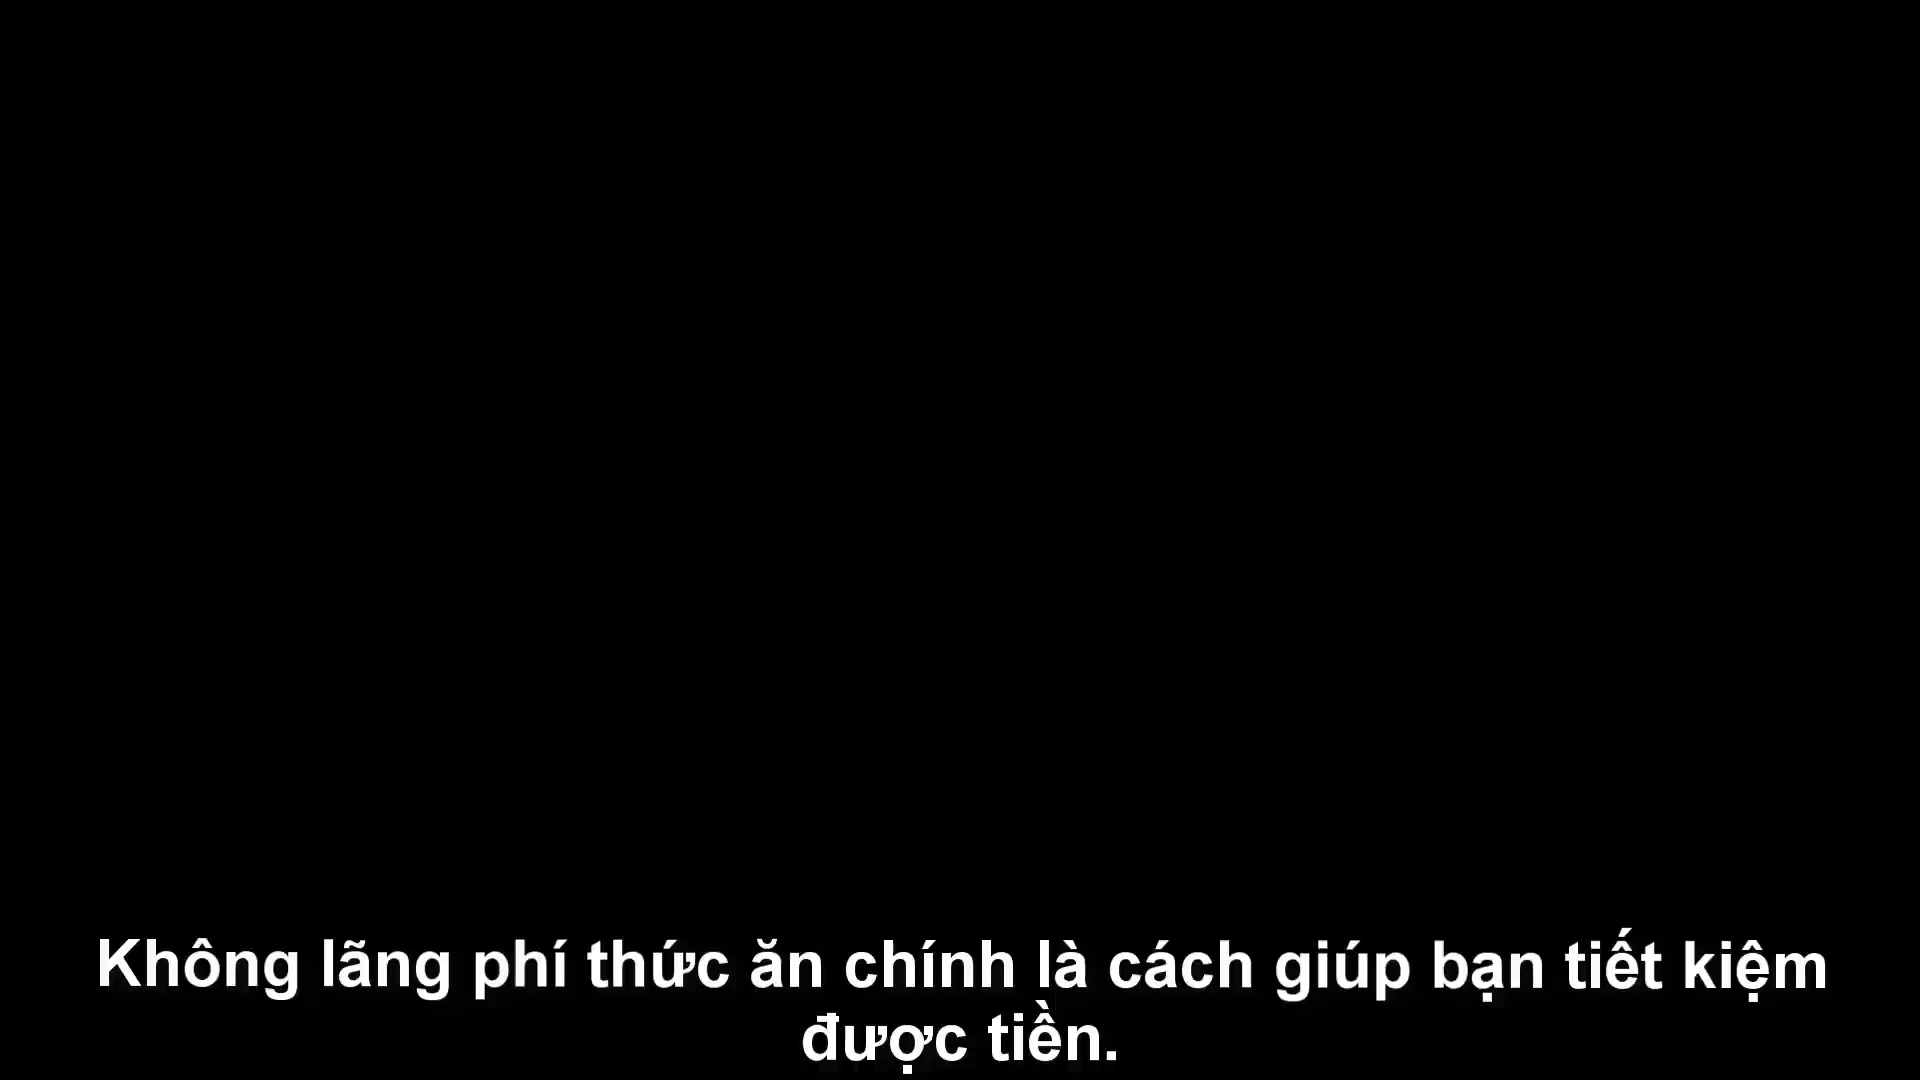 Không lãng phí thức ăn chính là cách giúp bạn tiết kiệm
được tiền.